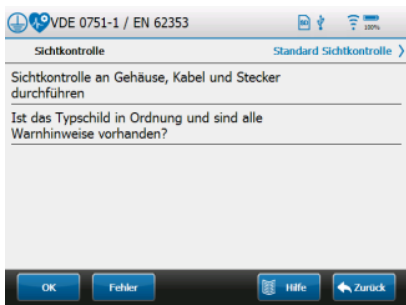 VDE 0751-1 / EN 62353
100%
Sichtkontrolle
Standard Sichtkontrolle
Sichtkontrolle an Gehäuse, Kabel und Stecker
durchführen
Ist das Typschild in Ordnung und sind alle
Warnhinweise vorhanden?
OK
Fehler
Hilfe
Zurück